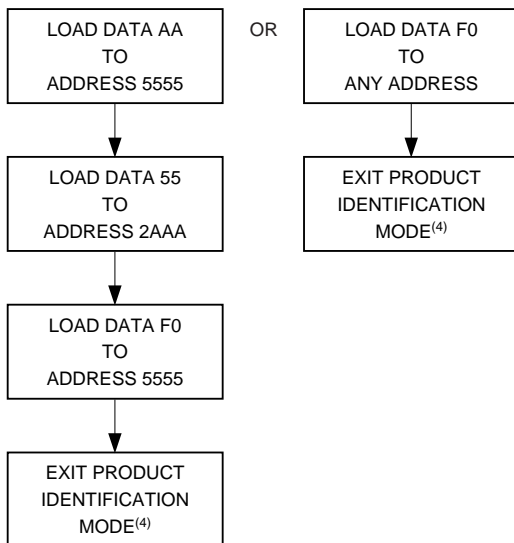 LOAD DATA AA
TO
ADDRESS 5555
LOAD DATA 55
TO
ADDRESS 2AAA
LOAD DATA F0
TO
ADDRESS 5555
EXIT PRODUCT
IDENTIFICATION
MODE(4)
OR
LOAD DATA F0
TO
ANY ADDRESS
EXIT PRODUCT
IDENTIFICATION
MODE(4)